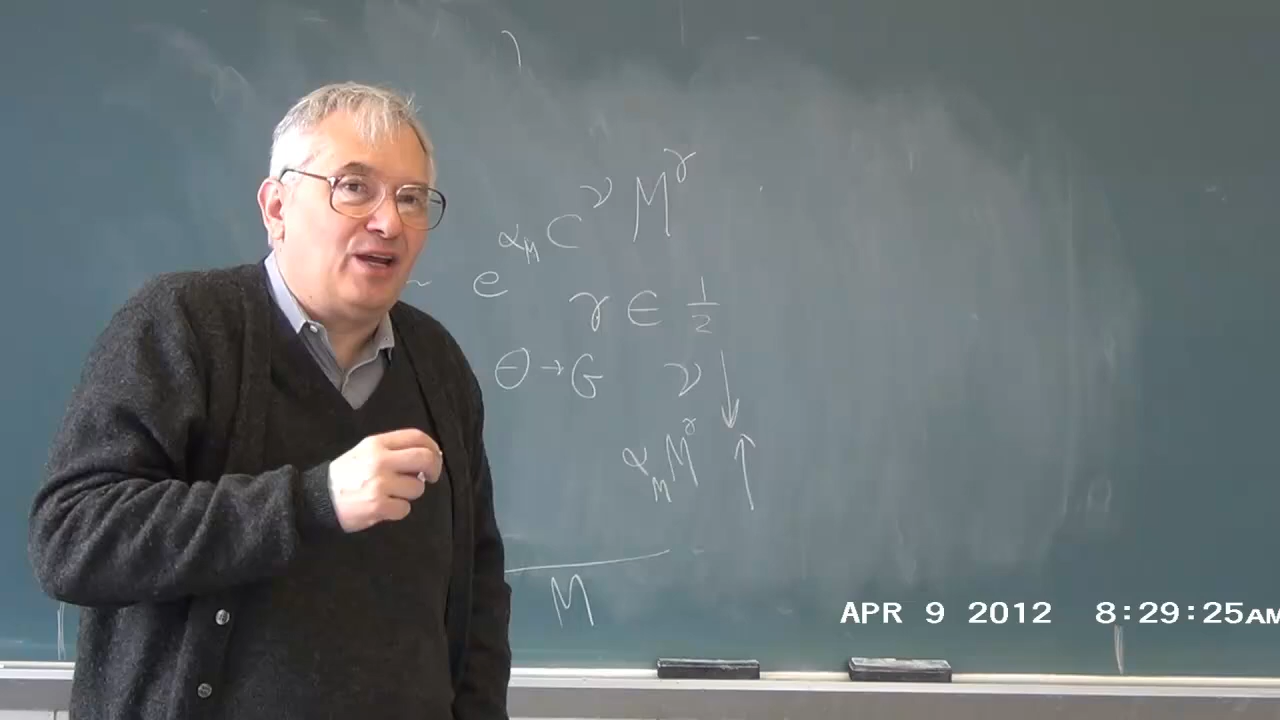 ~ e^{α_M C^ν M^γ}
γ ∈ 1/2
Θ → G ν ↓
α_M M^γ ↑
M
APR 9 2012 8:29:25AM